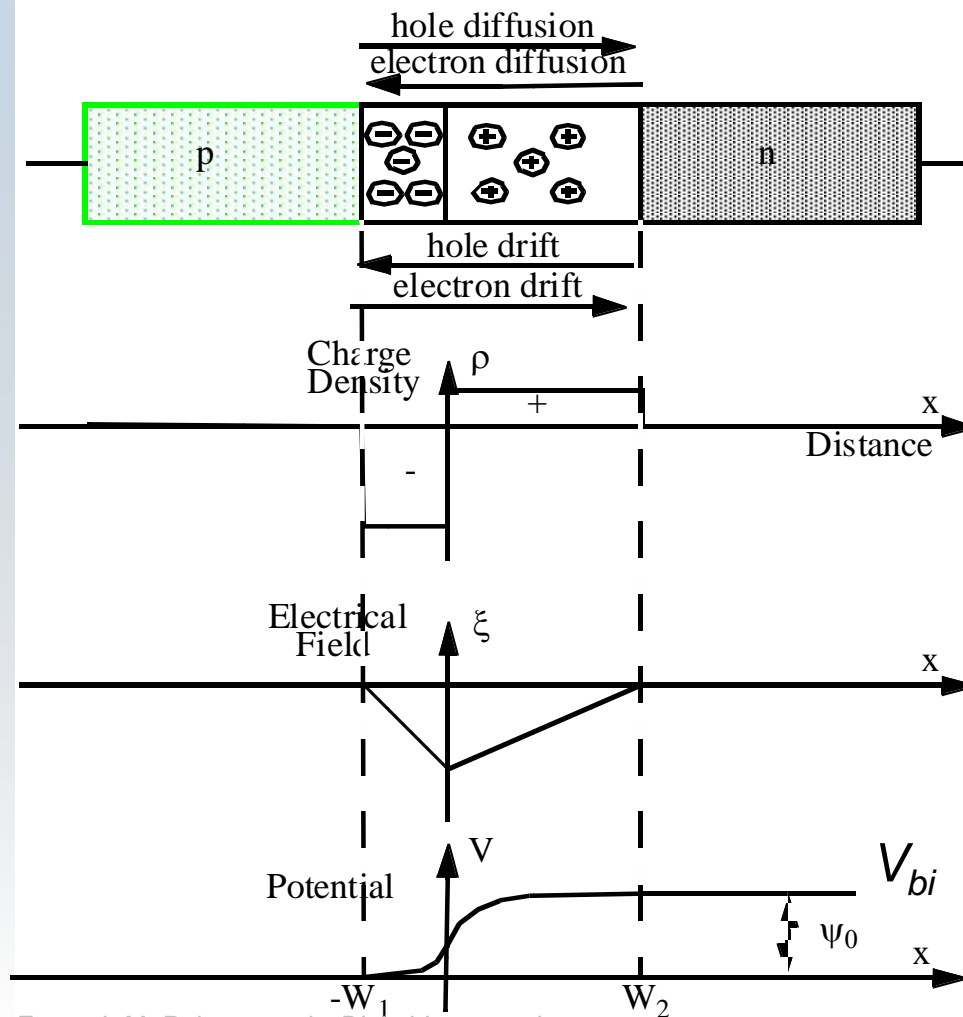 hole diffusion
electron diffusion
p
n
hole drift
electron drift
Charge
Density
ρ
+
x
Distance
-
Electrical
Field
ξ
x
V
Potential
V_bi
ψ₀
x
-W₁
W₂